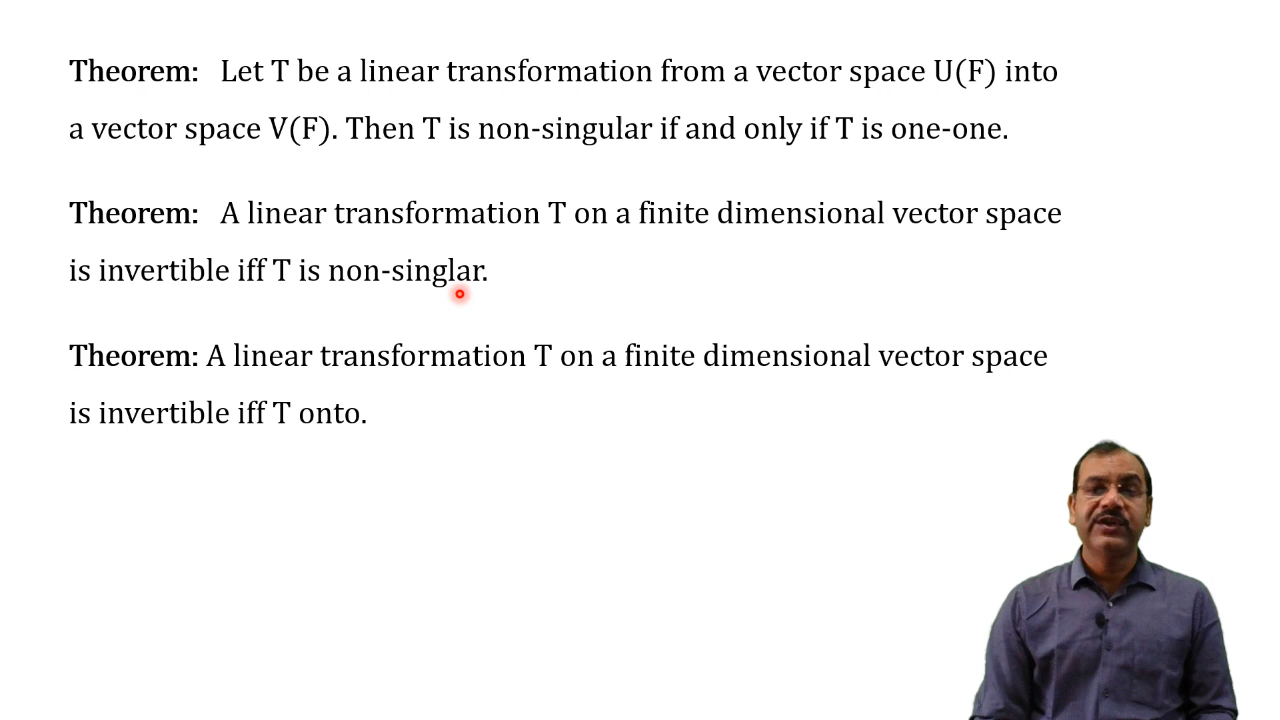 Theorem: Let T be a linear transformation from a vector space U(F) into
a vector space V(F). Then T is non-singular if and only if T is one-one.
Theorem: A linear transformation T on a finite dimensional vector space
is invertible iff T is non-singlar.
Theorem: A linear transformation T on a finite dimensional vector space
is invertible iff T onto.